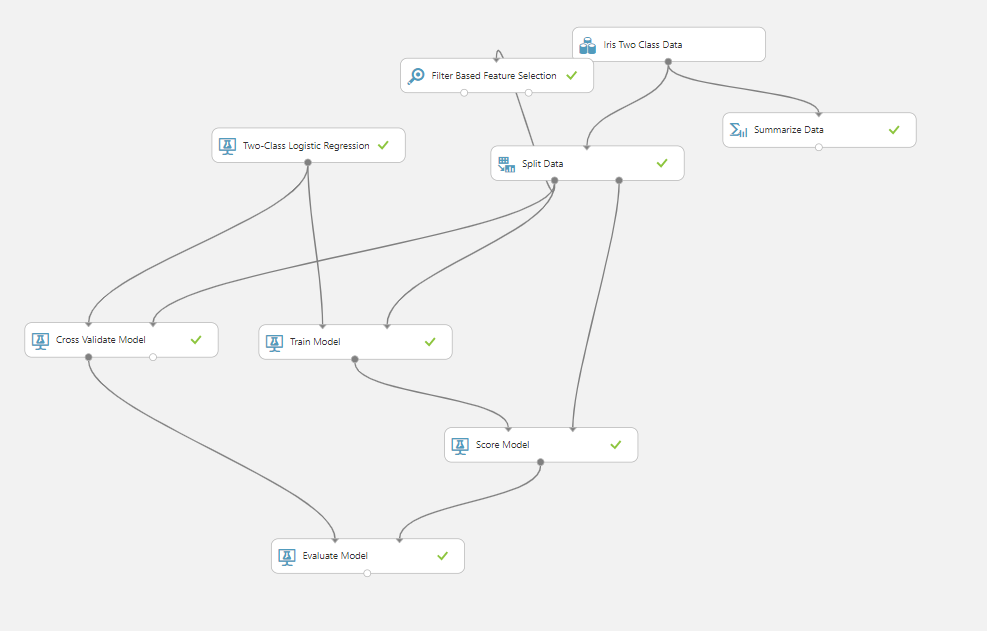 Iris Two Class Data
Filter Based Feature Selection
Summarize Data
Two-Class Logistic Regression
Split Data
Cross Validate Model
Train Model
Score Model
Evaluate Model